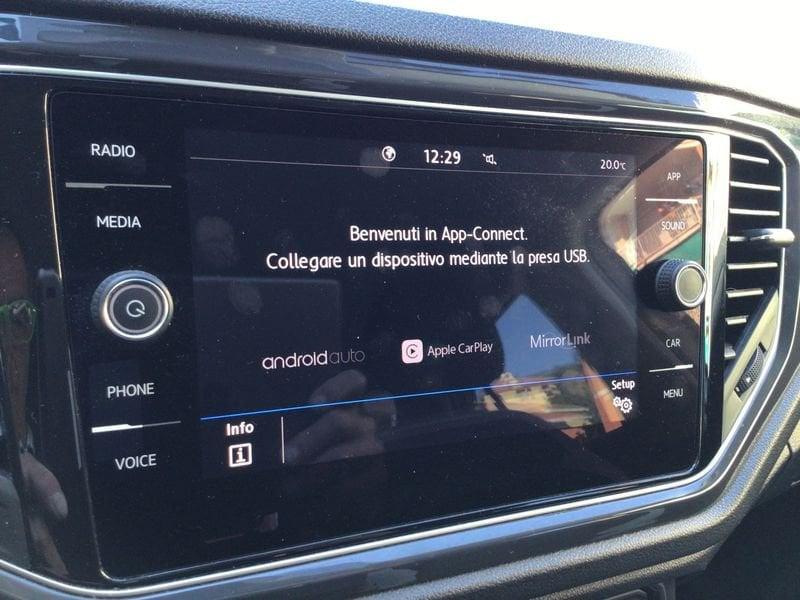 RADIO
MEDIA
PHONE
VOICE
12:29
20.0°C
Benvenuti in App-Connect.
Collegare un dispositivo mediante la presa USB.
androidauto
Apple CarPlay
MirrorLink
Info
Setup
APP
SOUND
CAR
MENU